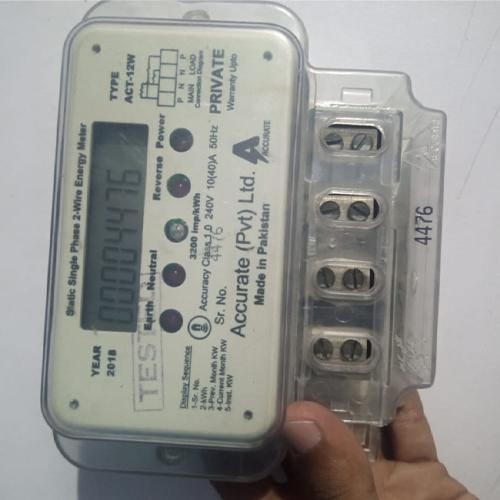 Static Single Phase 2-Wire Energy Meter
TYPE
ACT-12W
P N N P
MAIN LOAD
Connection Diagram
PRIVATE
Warranty Upto
YEAR
2018
00004476
Earth Neutral Reverse Power
3200 imp/kWh
TEST
Accuracy Class 1.0 240V 10(40)A 50Hz
Sr. No. 4476
ACCURATE
Accurate (Pvt) Ltd.
Made in Pakistan
Display Sequence
1-Sr. No.
2-kWh
3-Prev. Month KW
4-Current Month KW
5-Inst. KW
4476